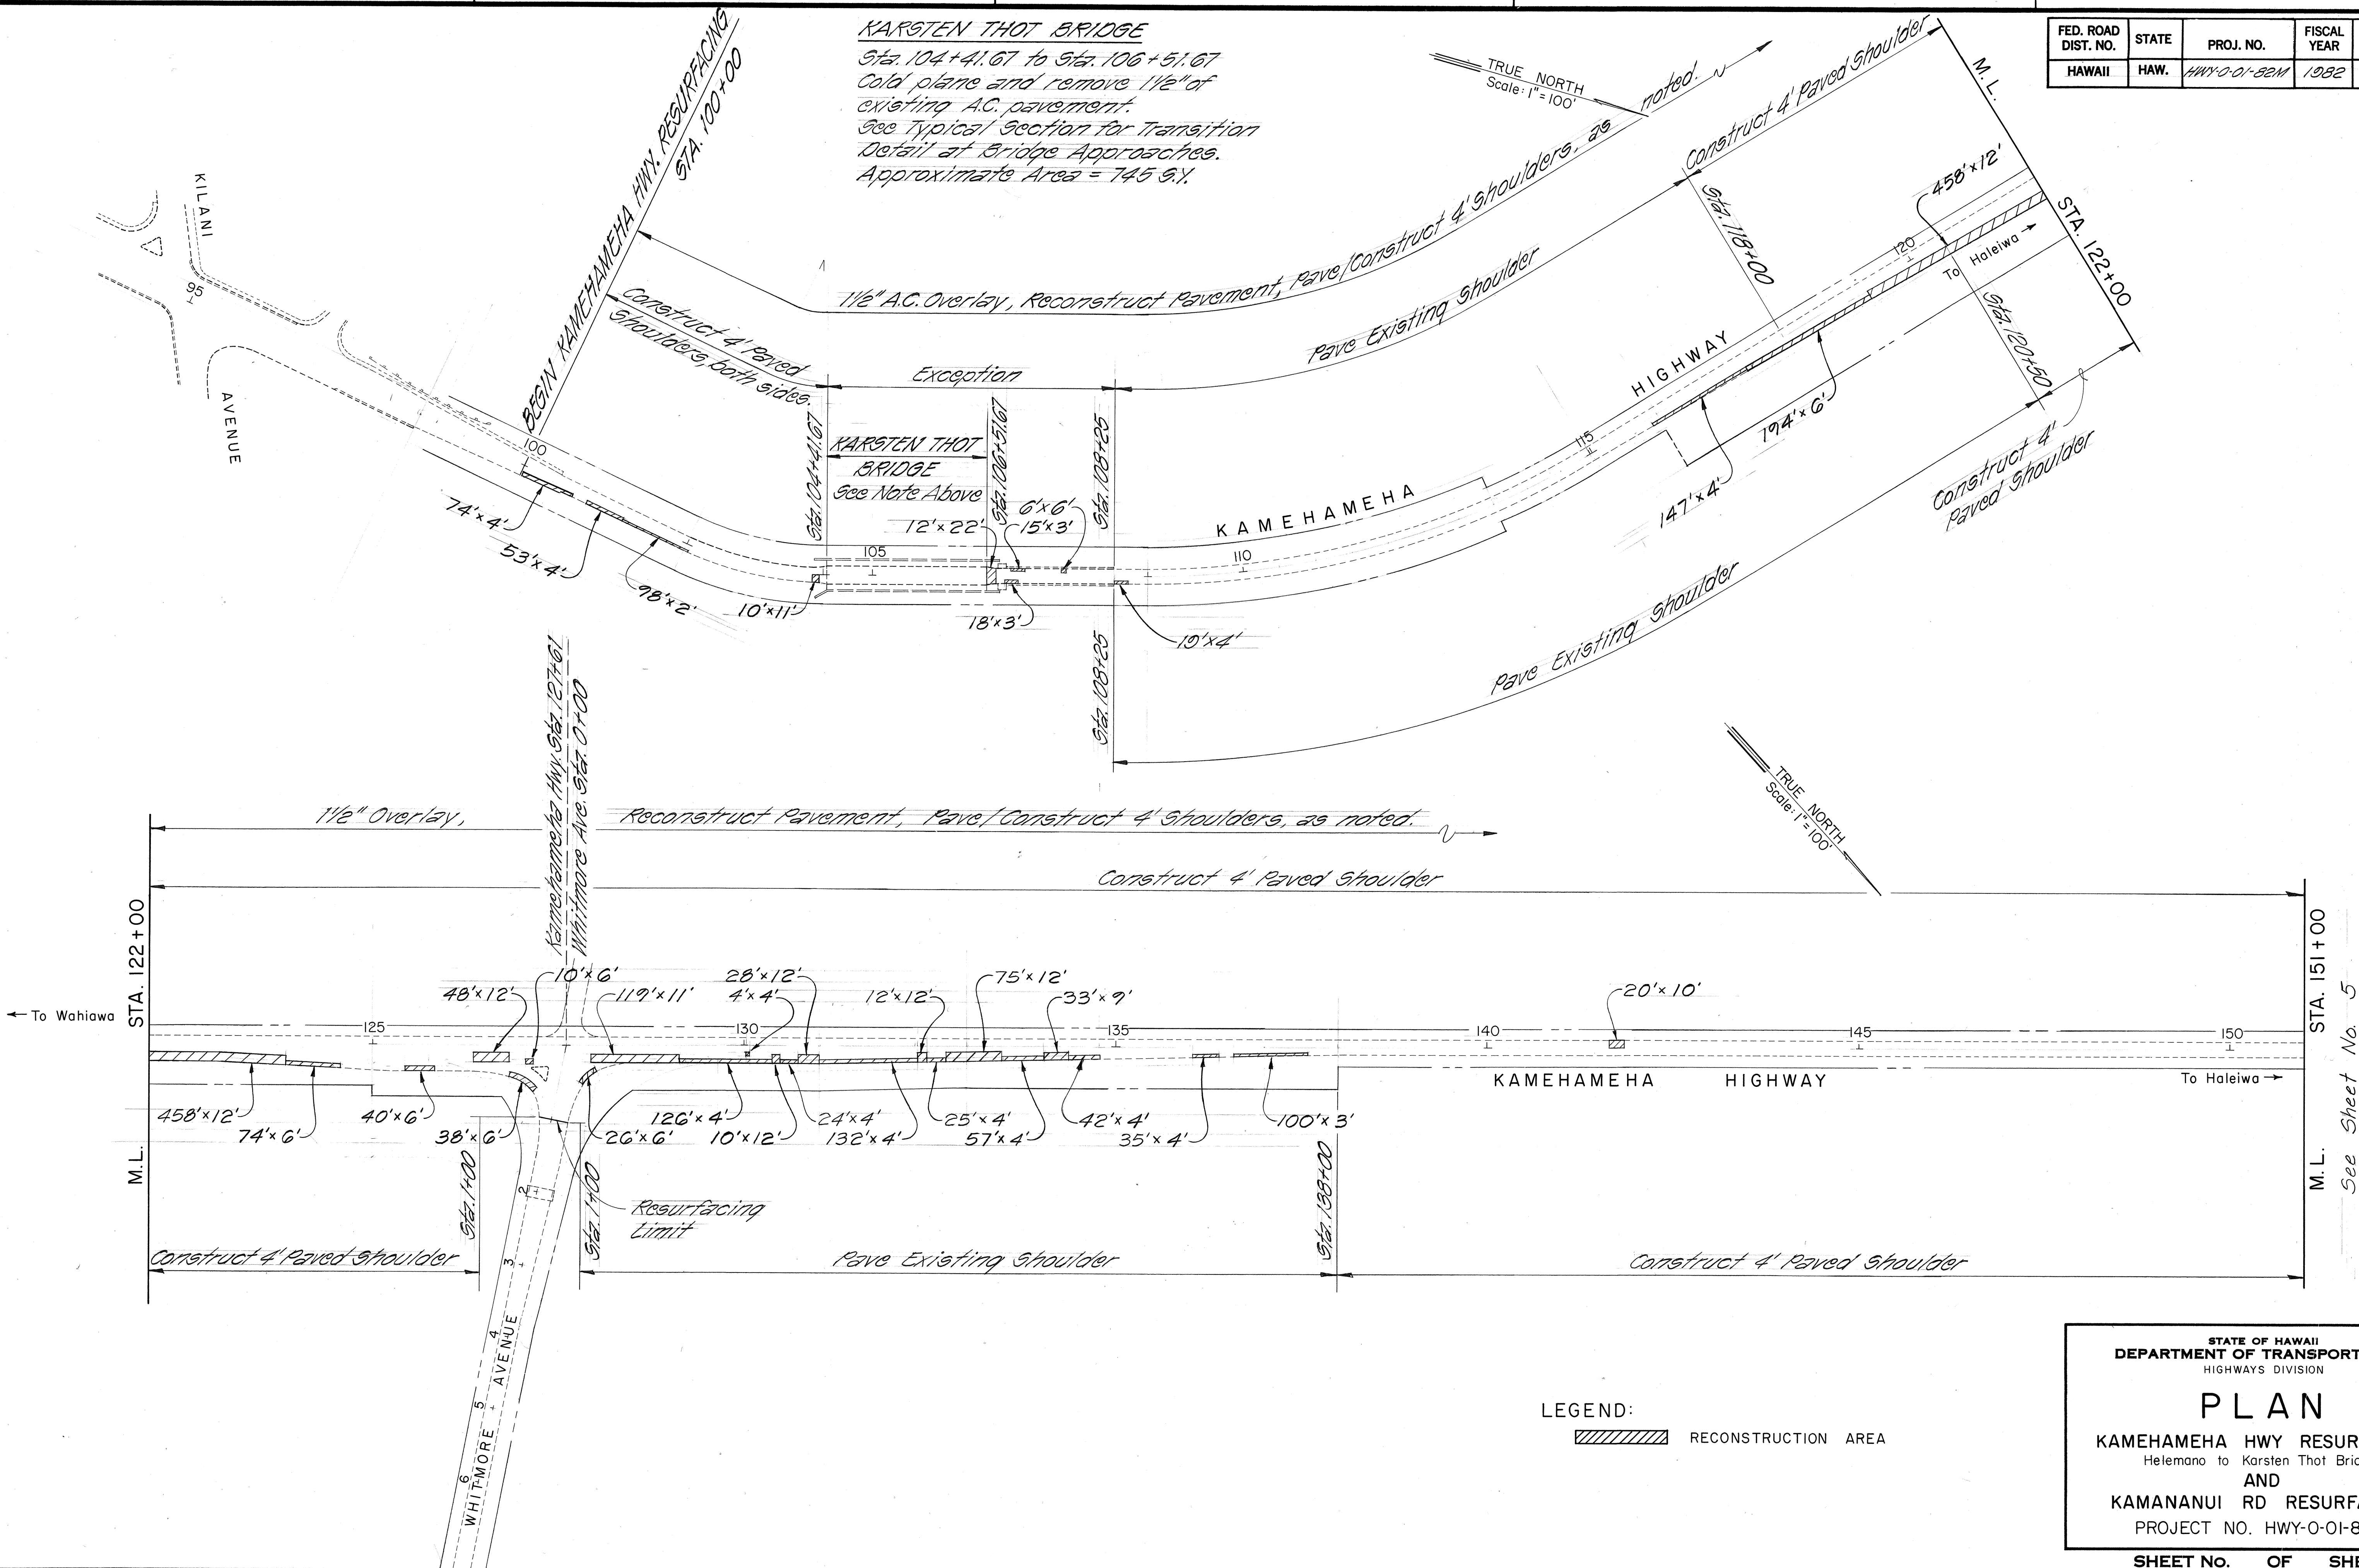 KARSTEN THOT BRIDGE
Sta. 104+41.67 to Sta. 106+51.67
Cold plane and remove 1½" of
existing A.C. pavement.
See Typical Section for Transition
Detail at Bridge Approaches.
Approximate Area = 745 S.Y.
FED. ROAD DIST. NO.
STATE
PROJ. NO.
FISCAL YEAR
HAWAII
HAW.
HWY-0-01-82M
1982
TRUE NORTH
Scale: 1" = 100'
BEGIN KAMEHAMEHA HWY. RESURFACING
STA. 100+00
KILANI
AVENUE
95
1½" A.C. Overlay, Reconstruct Pavement, Pave/Construct 4' Shoulders, as noted.
Construct 4' Paved Shoulder
Construct 4' Paved
Shoulders, both sides.
Exception
Pave Existing Shoulder
Sta. 118+00
458'x12'
M. L.
STA. 122+00
To Haleiwa
Sta. 120+50
120
HIGHWAY
115
194'x6'
147'x4'
Construct 4'
Paved Shoulder
100
74'x4'
53'x4'
98'x2'
10'x11'
Sta. 104+41.67
KARSTEN THOT
BRIDGE
See Note Above
Sta. 106+51.67
Sta. 108+25
12'x22'
6'x6'
15'x3'
105
18'x3'
19'x4'
110
KAMEHAMEHA
Sta. 108+25
Pave Existing Shoulder
TRUE NORTH
Scale: 1" = 100'
1½" Overlay,
Reconstruct Pavement, Pave/Construct 4' Shoulders, as noted.
Kamehameha Hwy. Sta. 127+61
Whitmore Ave. Sta. 0+00
Construct 4' Paved Shoulder
STA. 122+00
M.L.
To Wahiawa
48'x12'
10'x6'
119'x11'
28'x12'
4'x4'
12'x12'
75'x12'
33'x9'
20'x10'
125
130
135
140
145
150
458'x12'
74'x6'
40'x6'
38'x6'
26'x6'
126'x4'
10'x12'
24'x4'
132'x4'
25'x4'
57'x4'
42'x4'
35'x4'
100'x3'
KAMEHAMEHA HIGHWAY
To Haleiwa
STA. 151+00
M.L.
See Sheet No. 5
Sta. 1+00
Sta. 1+00
Resurfacing
Limit
Sta. 138+00
Construct 4' Paved Shoulder
Pave Existing Shoulder
Construct 4' Paved Shoulder
2
3
4
5
6
WHITMORE AVENUE
LEGEND:
RECONSTRUCTION AREA
STATE OF HAWAII
DEPARTMENT OF TRANSPORT
HIGHWAYS DIVISION
PLAN
KAMEHAMEHA HWY RESUR
Helemano to Karsten Thot Bri
AND
KAMANANUI RD RESURF
PROJECT NO. HWY-0-01-8
SHEET No. OF SHE